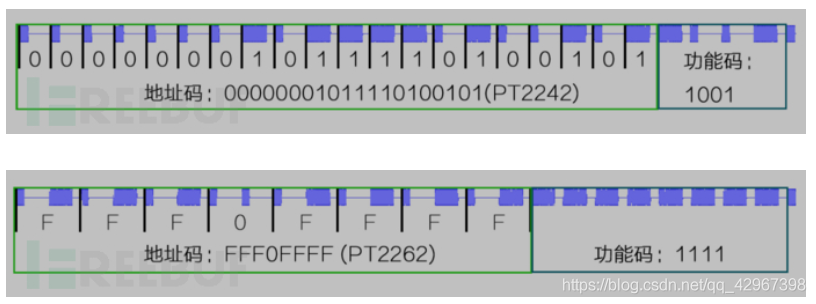 0 0 0 0 0 0 0 1 0 1 1 1 1 0 1 0 0 1 0 1
功能码：
地址码：00000001011110100101(PT2242)
1001
FREEBUF
F F F 0 F F F F
地址码：FFF0FFFF (PT2262)
功能码：1111
FREEBUF
https://blog.csdn.net/qq_42967398